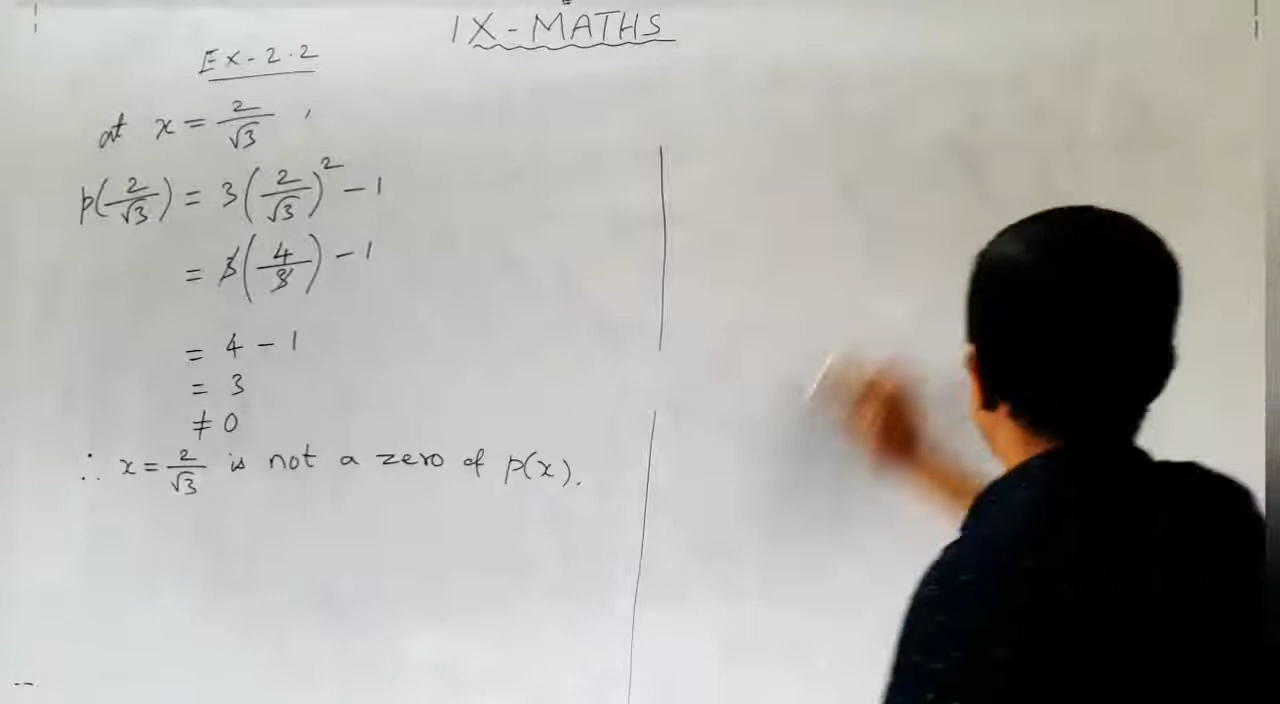 IX-MATHS
Ex-2.2
at x = 2/√3,
p(2/√3) = 3(2/√3)² - 1
= 3(4/3) - 1
= 4 - 1
= 3
≠ 0
∴ x = 2/√3 is not a zero of p(x).